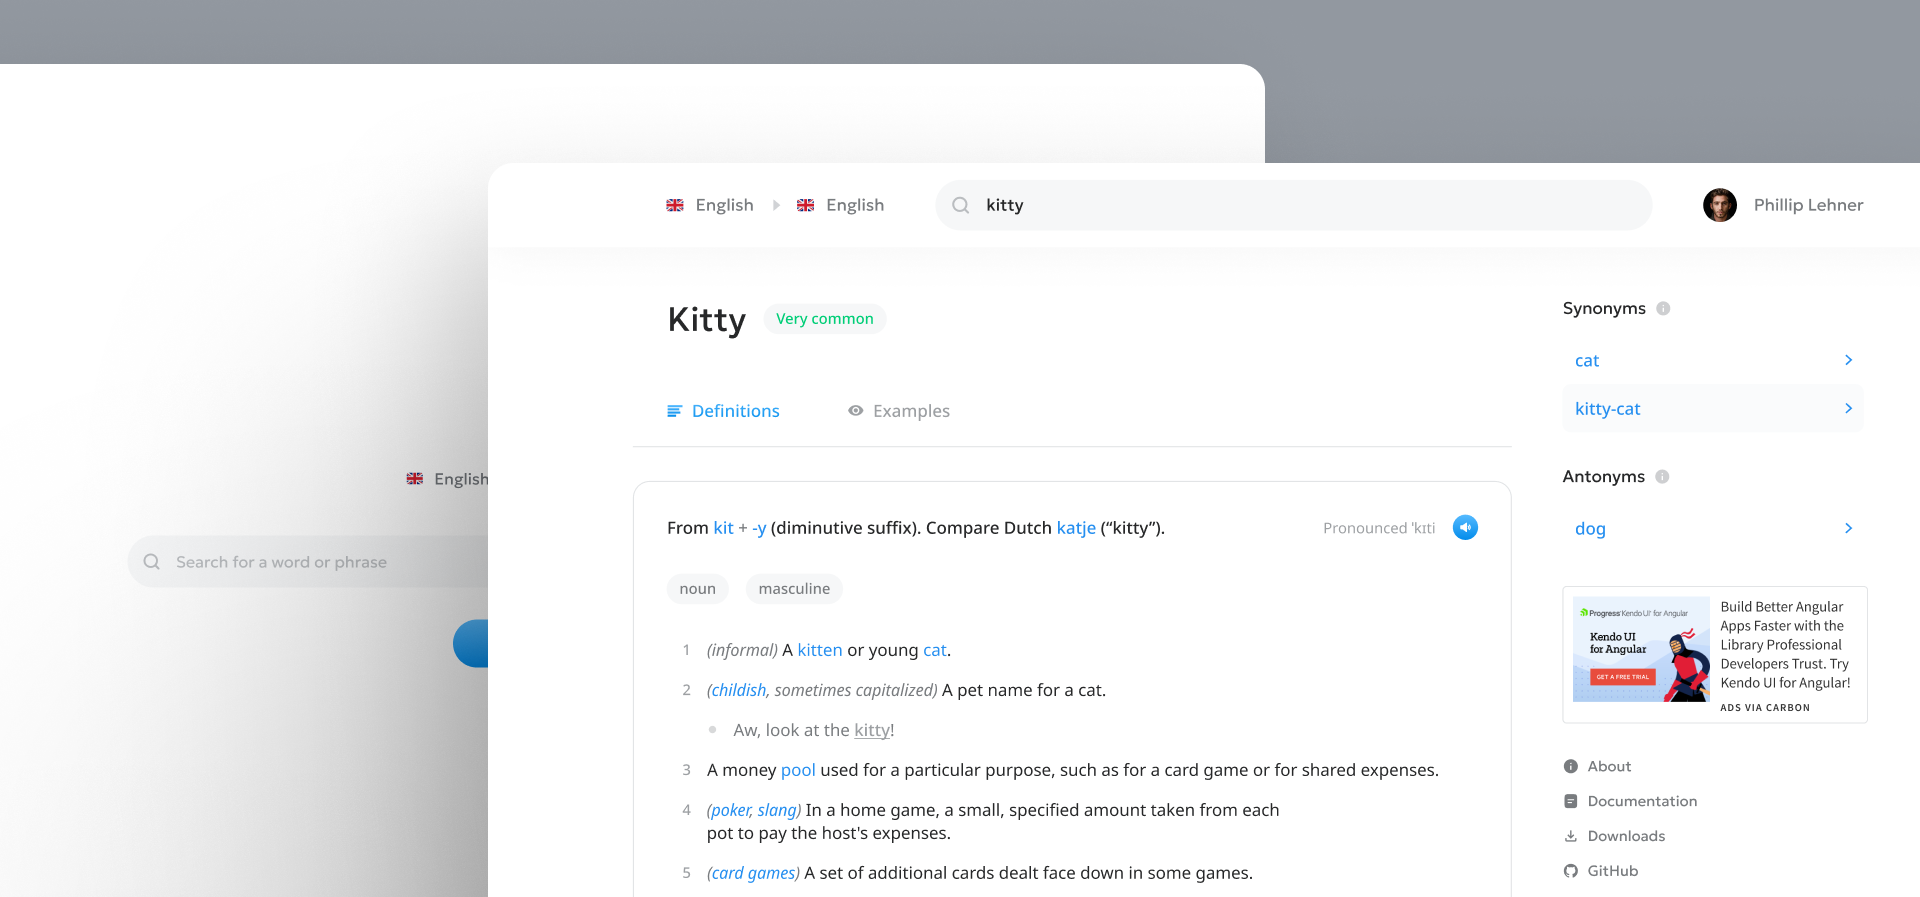 English
Search for a word or phrase
English
English
kitty
Phillip Lehner
Kitty
Very common
Definitions
Examples
From kit + -y (diminutive suffix). Compare Dutch katje (“kitty”).
Pronounced 'kɪti
noun
masculine
1 (informal) A kitten or young cat.
2 (childish, sometimes capitalized) A pet name for a cat.
Aw, look at the kitty!
3 A money pool used for a particular purpose, such as for a card game or for shared expenses.
4 (poker, slang) In a home game, a small, specified amount taken from each
pot to pay the host's expenses.
5 (card games) A set of additional cards dealt face down in some games.
Synonyms
cat
kitty-cat
Antonyms
dog
Progress Kendo UI for Angular
Kendo UI
for Angular
GET A FREE TRIAL
Build Better Angular
Apps Faster with the
Library Professional
Developers Trust. Try
Kendo UI for Angular!
ADS VIA CARBON
About
Documentation
Downloads
GitHub